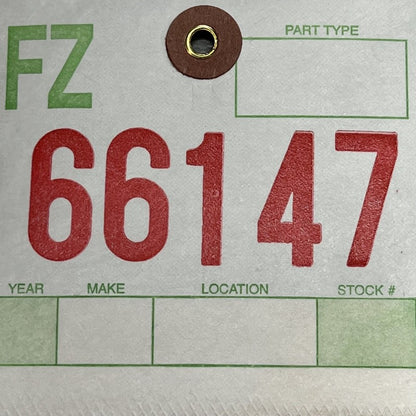 FZ
PART TYPE
66147
YEAR MAKE LOCATION STOCK #